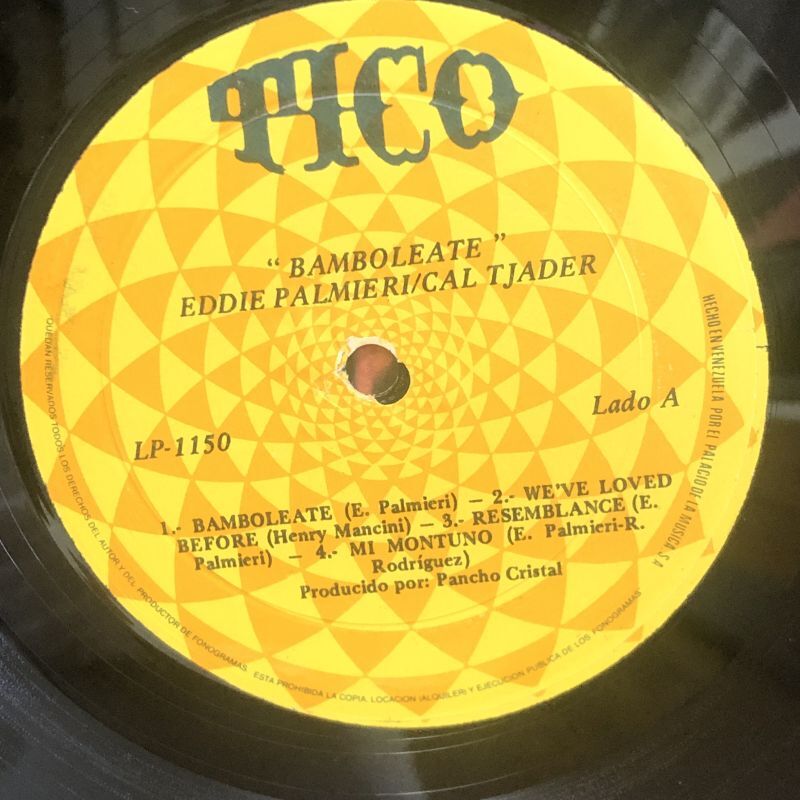 TICO
“ BAMBOLEATE ”
EDDIE PALMIERI/CAL TJADER
LP-1150
Lado A
1.- BAMBOLEATE (E. Palmieri) — 2.- WE'VE LOVED
BEFORE (Henry Mancini) — 3.- RESEMBLANCE (E.
Palmieri) — 4.- MI MONTUNO (E. Palmieri-R.
Rodríguez)
Producido por: Pancho Cristal
QUEDAN RESERVADOS TODOS LOS DERECHOS DEL AUTOR Y DEL PRODUCTOR DE FONOGRAMAS. ESTA PROHIBIDA LA COPIA, LOCACION (ALQUILER) Y EJECUCION PUBLICA DE LOS FONOGRAMAS
HECHO EN VENEZUELA POR EL PALACIO DE LA MUSICA S.A